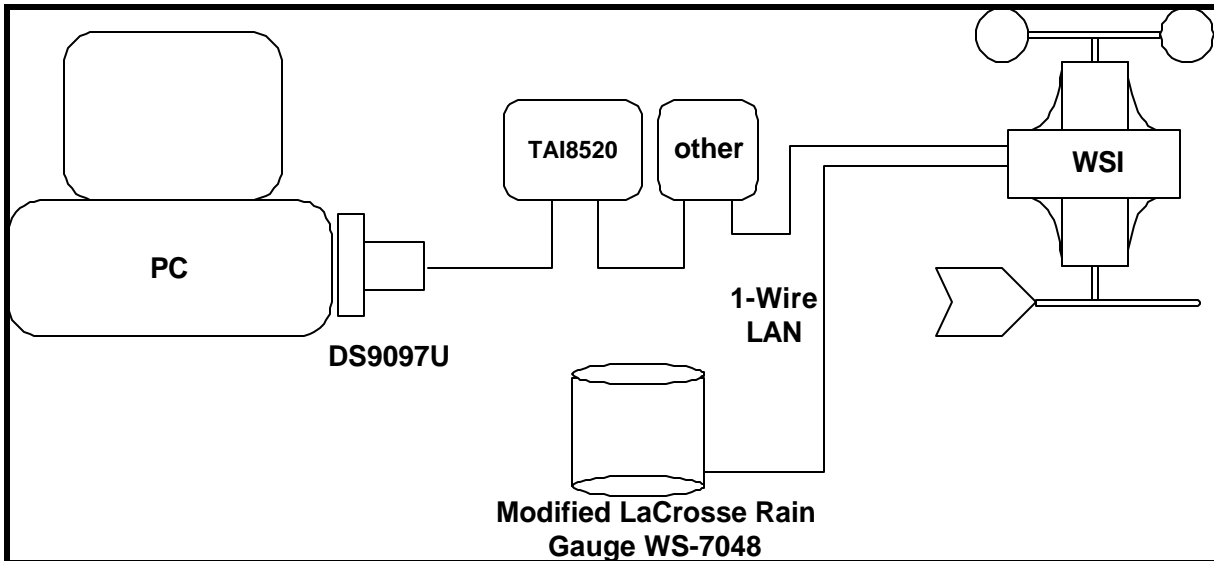 TAI8520
other
WSI
PC
1-Wire
LAN
DS9097U
Modified LaCrosse Rain
Gauge WS-7048